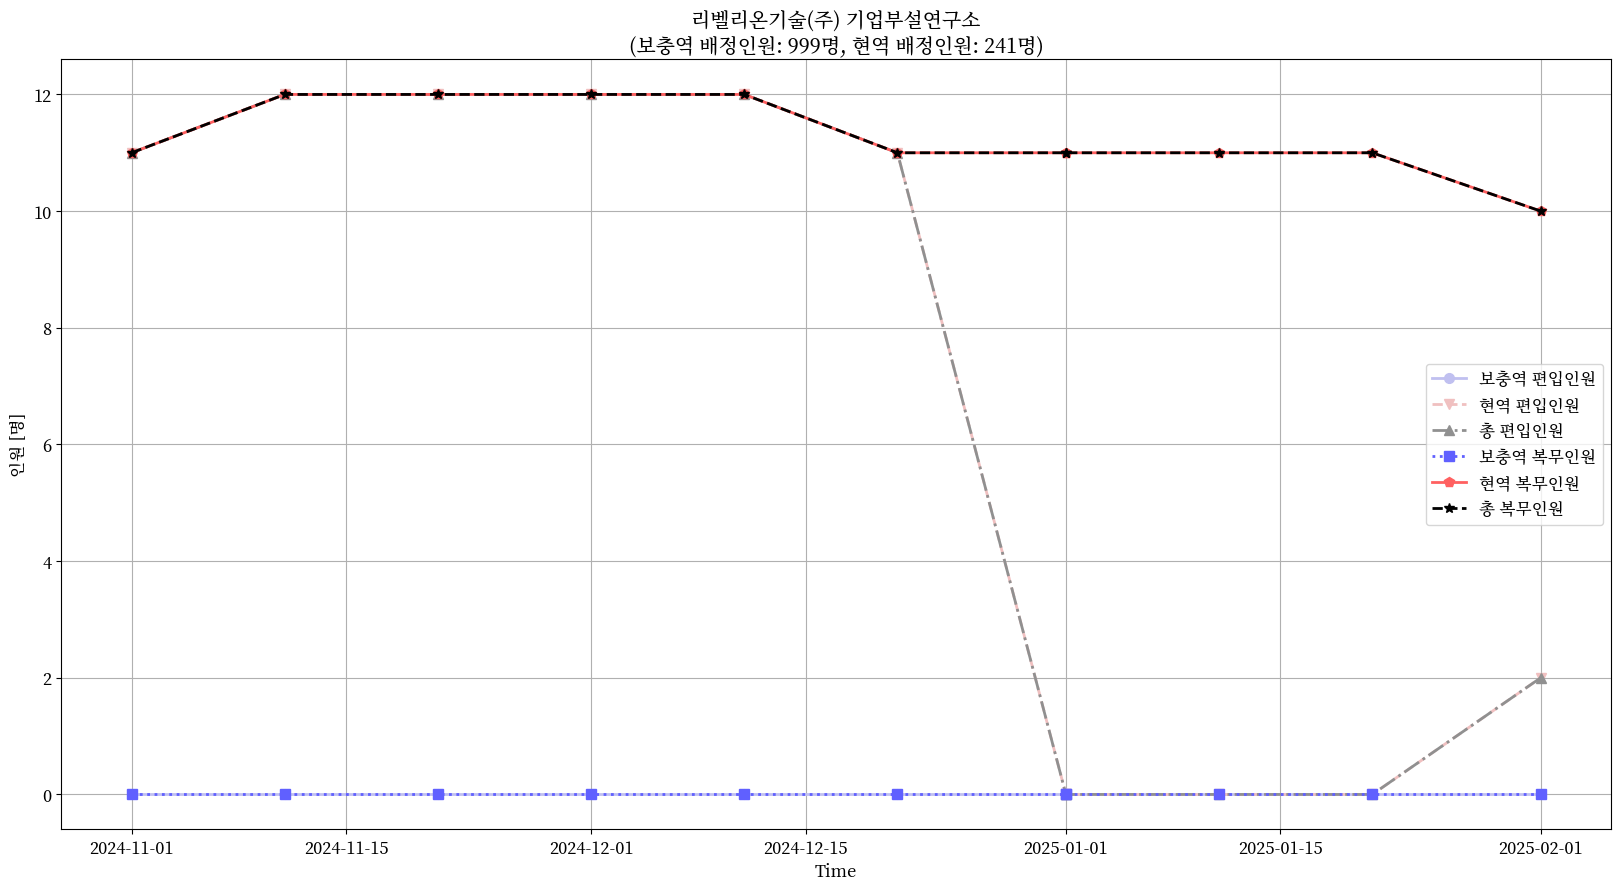 리벨리온기술(주) 기업부설연구소
(보충역 배정인원: 999명, 현역 배정인원: 241명)
12
10
8
6
4
2
0
인원 [명]
보충역 편입인원
현역 편입인원
총 편입인원
보충역 복무인원
현역 복무인원
총 복무인원
2024-11-01 2024-11-15 2024-12-01 2024-12-15 2025-01-01 2025-01-15 2025-02-01
Time